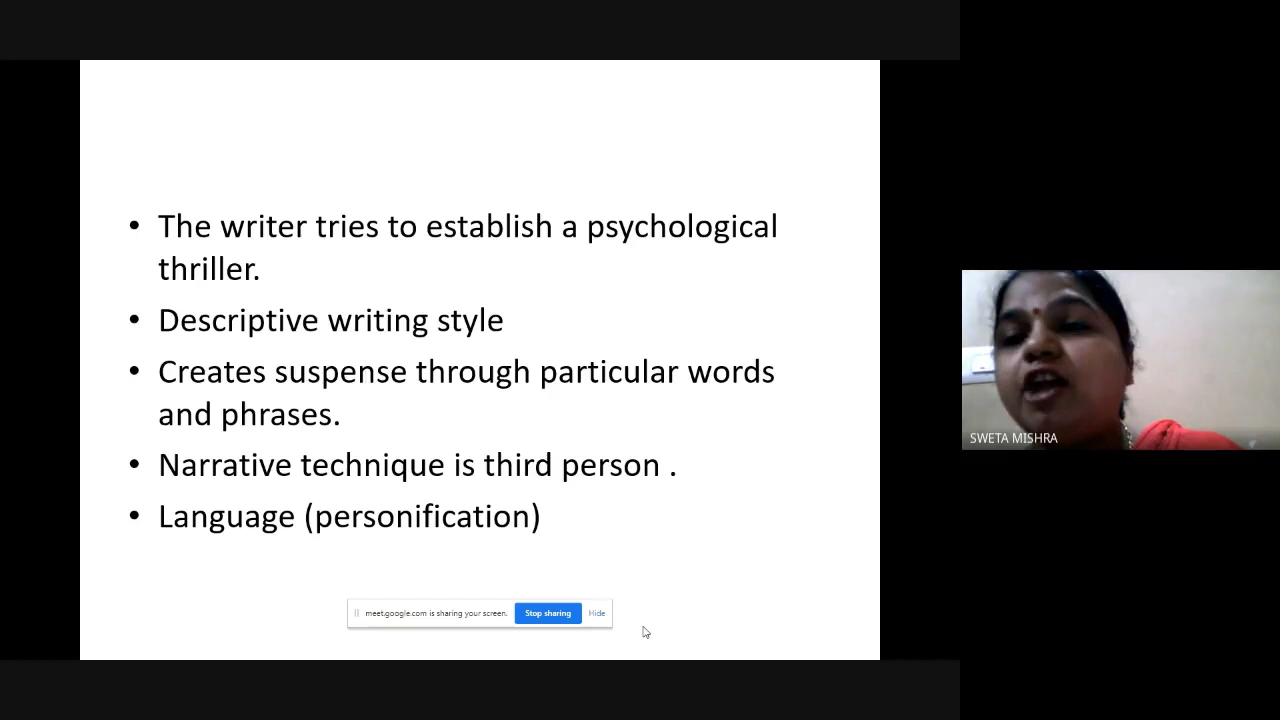 • The writer tries to establish a psychological
thriller.
• Descriptive writing style
• Creates suspense through particular words
and phrases.
• Narrative technique is third person .
• Language (personification)
meet.google.com is sharing your screen. Stop sharing Hide
SWETA MISHRA